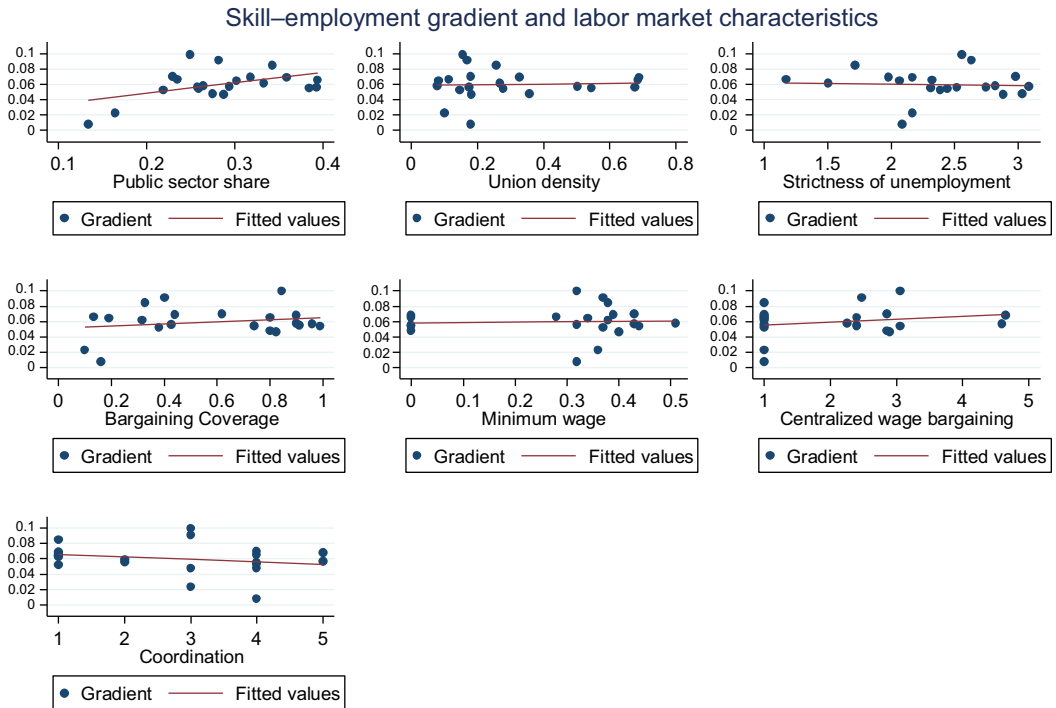 Skill–employment gradient and labor market characteristics
0.1
0.08
0.06
0.04
0.02
0
0.1 0.2 0.3 0.4
Public sector share
Gradient Fitted values
0.1
0.08
0.06
0.04
0.02
0
0 0.2 0.4 0.6 0.8
Union density
Gradient Fitted values
0.1
0.08
0.06
0.04
0.02
0
1 1.5 2 2.5 3
Strictness of unemployment
Gradient Fitted values
0.1
0.08
0.06
0.04
0.02
0
0 0.2 0.4 0.6 0.8 1
Bargaining Coverage
Gradient Fitted values
0.1
0.08
0.06
0.04
0.02
0
0 0.1 0.2 0.3 0.4 0.5
Minimum wage
Gradient Fitted values
0.1
0.08
0.06
0.04
0.02
0
1 2 3 4 5
Centralized wage bargaining
Gradient Fitted values
0.1
0.08
0.06
0.04
0.02
0
1 2 3 4 5
Coordination
Gradient Fitted values